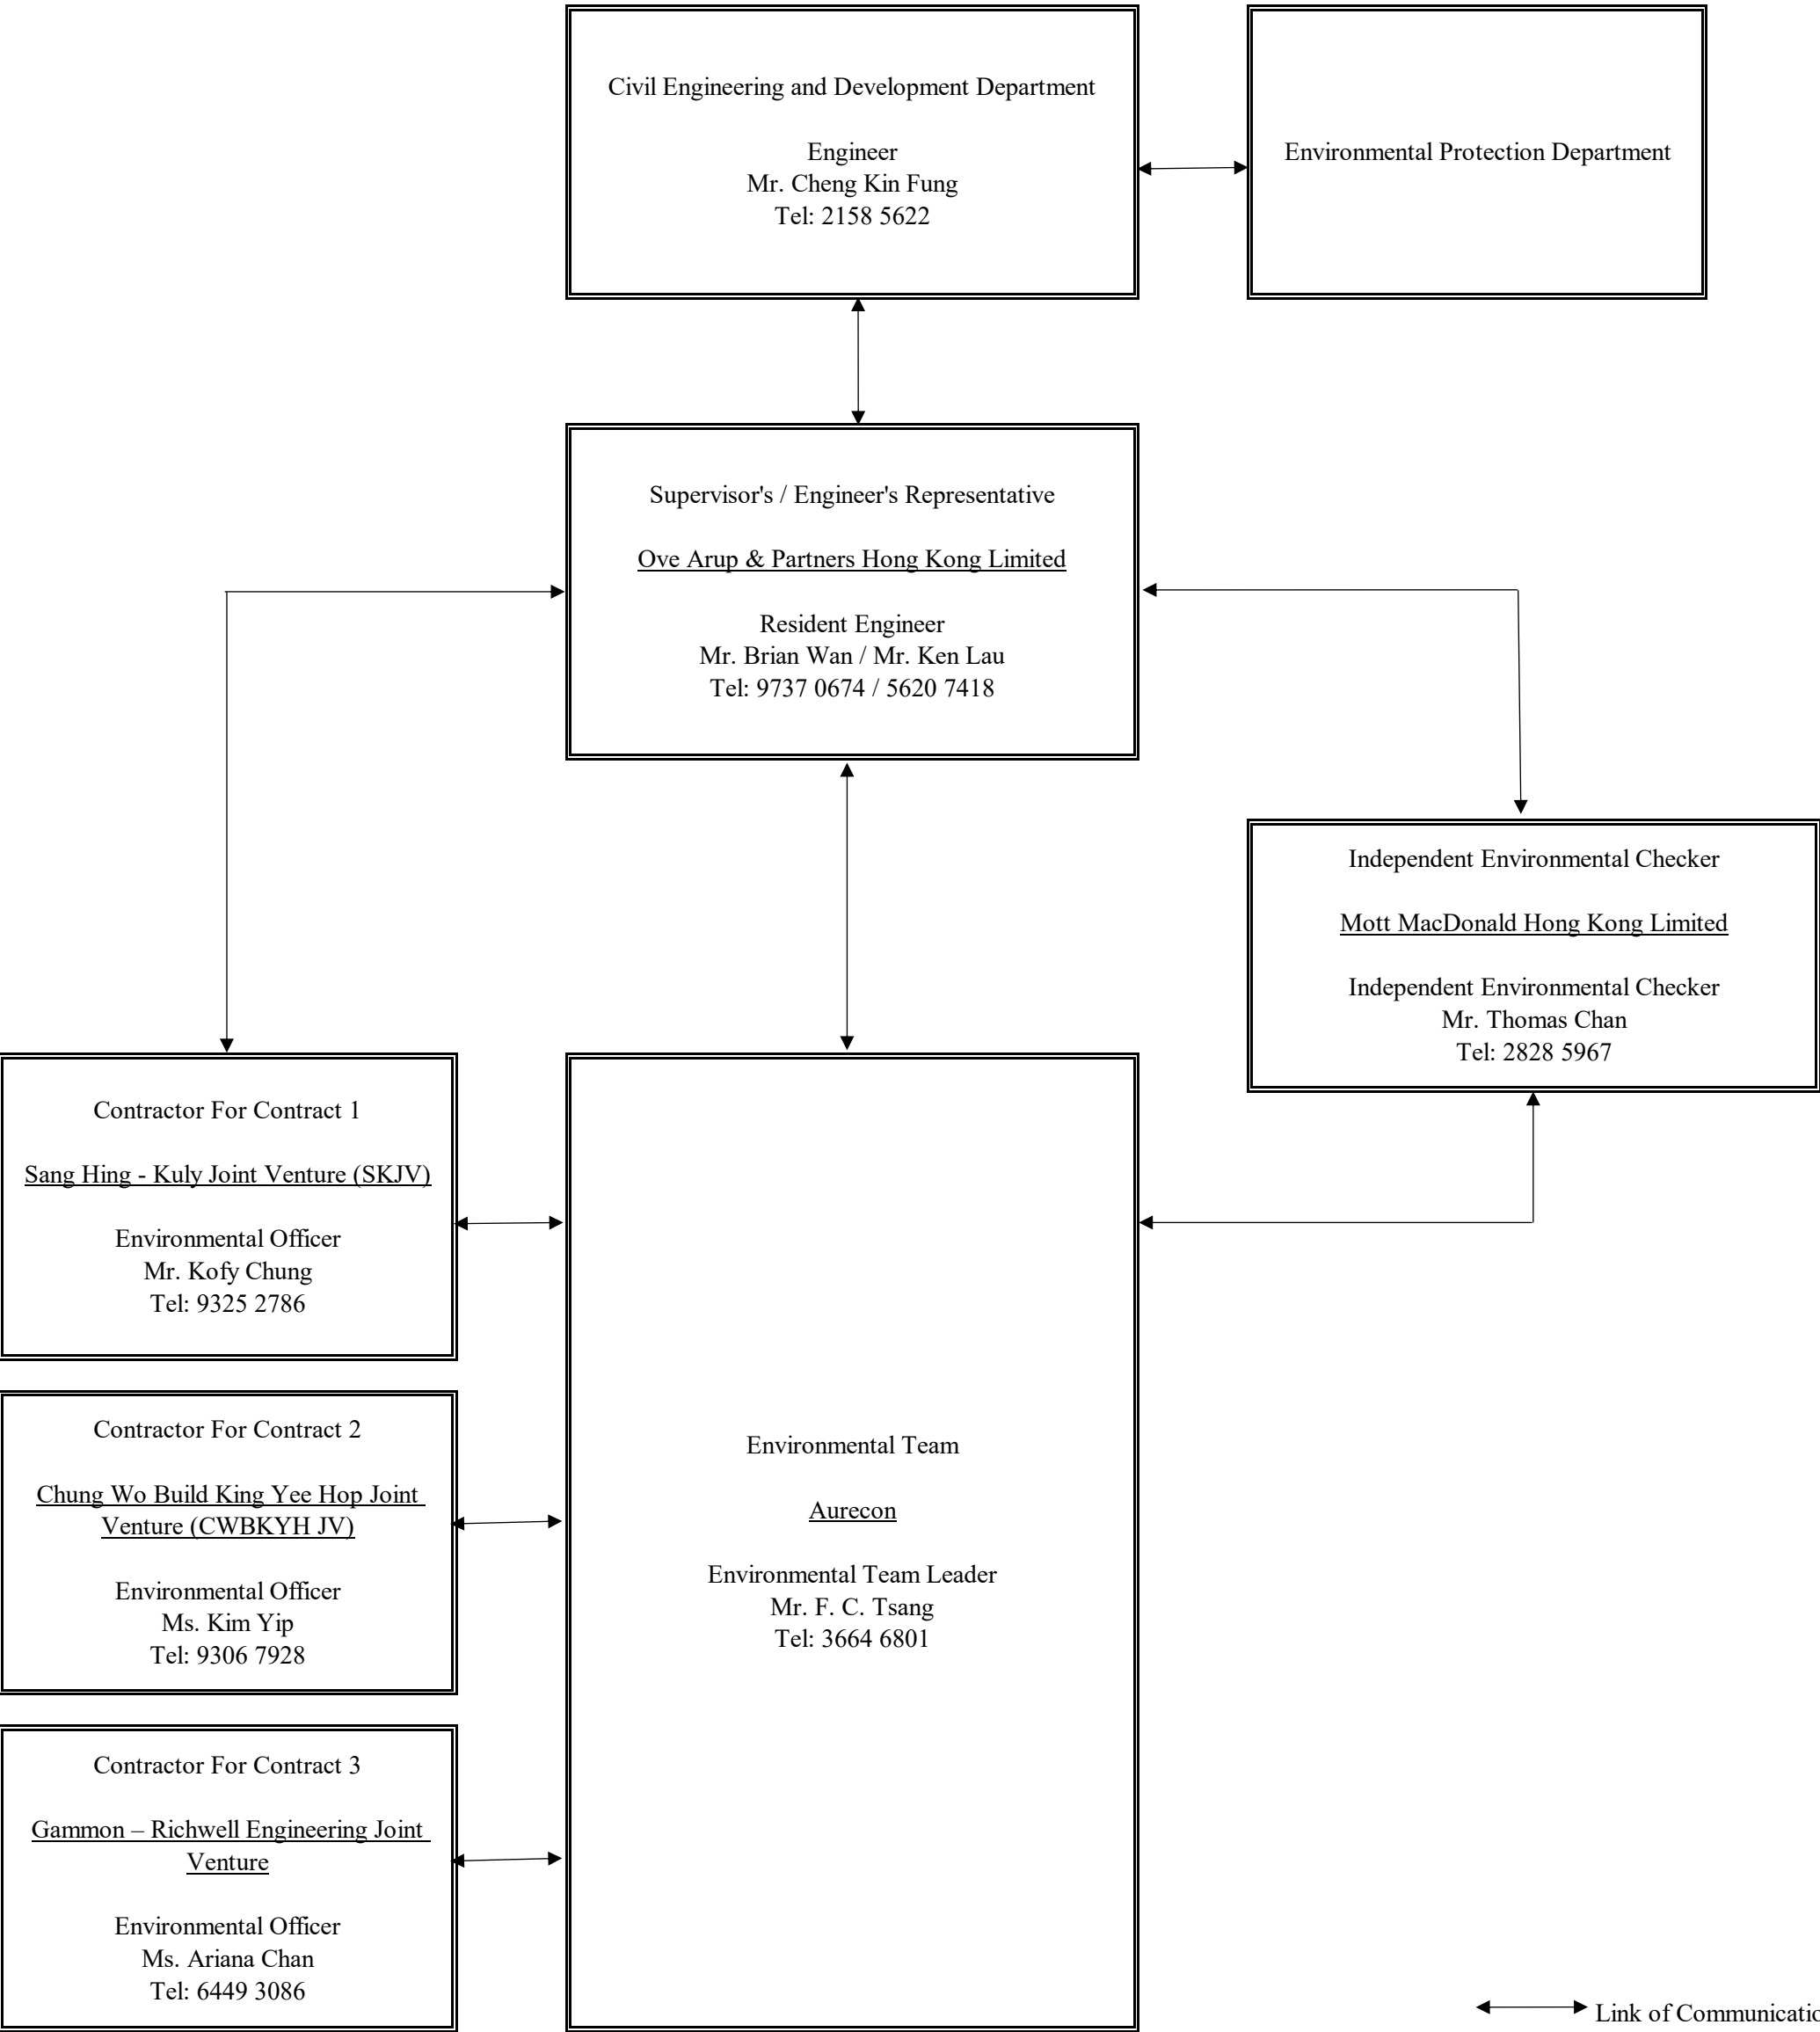 Civil Engineering and Development Department
Engineer
Mr. Cheng Kin Fung
Tel: 2158 5622
Environmental Protection Department
Supervisor's / Engineer's Representative
Ove Arup & Partners Hong Kong Limited
Resident Engineer
Mr. Brian Wan / Mr. Ken Lau
Tel: 9737 0674 / 5620 7418
Independent Environmental Checker
Mott MacDonald Hong Kong Limited
Independent Environmental Checker
Mr. Thomas Chan
Tel: 2828 5967
Contractor For Contract 1
Sang Hing - Kuly Joint Venture (SKJV)
Environmental Officer
Mr. Kofy Chung
Tel: 9325 2786
Contractor For Contract 2
Chung Wo Build King Yee Hop Joint
Venture (CWBKYH JV)
Environmental Officer
Ms. Kim Yip
Tel: 9306 7928
Contractor For Contract 3
Gammon – Richwell Engineering Joint
Venture
Environmental Officer
Ms. Ariana Chan
Tel: 6449 3086
Environmental Team
Aurecon
Environmental Team Leader
Mr. F. C. Tsang
Tel: 3664 6801
Link of Communicatio